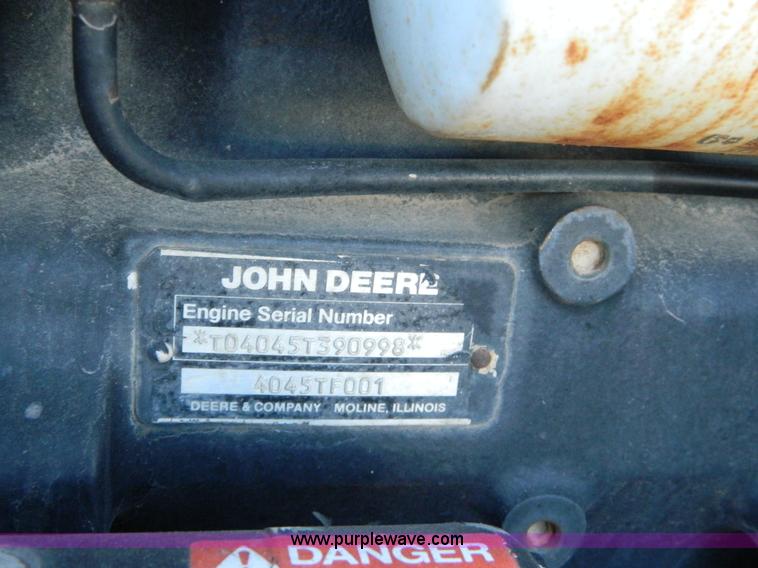 JOHN DEERE
Engine Serial Number
*T04045T390998*
4045TF001
DEERE & COMPANY MOLINE, ILLINOIS
www.purplewave.com
DANGER